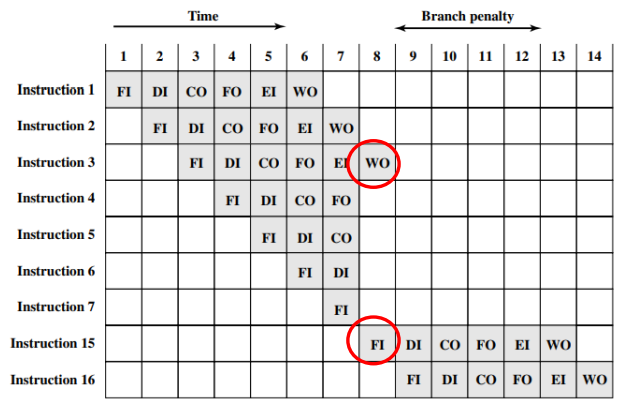 Time Branch penalty
1 2 3 4 5 6 7 8 9 10 11 12 13 14
Instruction 1 FI DI CO FO EI WO
Instruction 2 FI DI CO FO EI WO
Instruction 3 FI DI CO FO EI WO
Instruction 4 FI DI CO FO
Instruction 5 FI DI CO
Instruction 6 FI DI
Instruction 7 FI
Instruction 15 FI DI CO FO EI WO
Instruction 16 FI DI CO FO EI WO